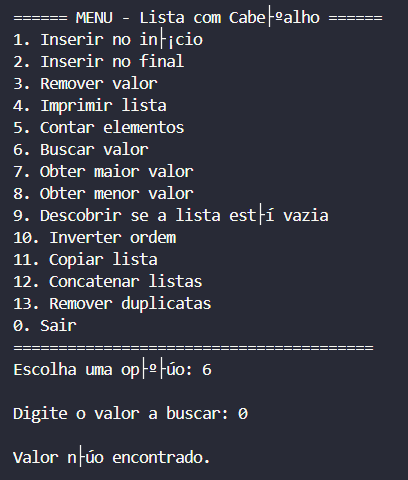 ====== MENU - Lista com Cabe├ºalho ======
1. Inserir no in├¡cio
2. Inserir no final
3. Remover valor
4. Imprimir lista
5. Contar elementos
6. Buscar valor
7. Obter maior valor
8. Obter menor valor
9. Descobrir se a lista est├í vazia
10. Inverter ordem
11. Copiar lista
12. Concatenar listas
13. Remover duplicatas
0. Sair
========================================
Escolha uma op├º├úo: 6
Digite o valor a buscar: 0
Valor n├úo encontrado.